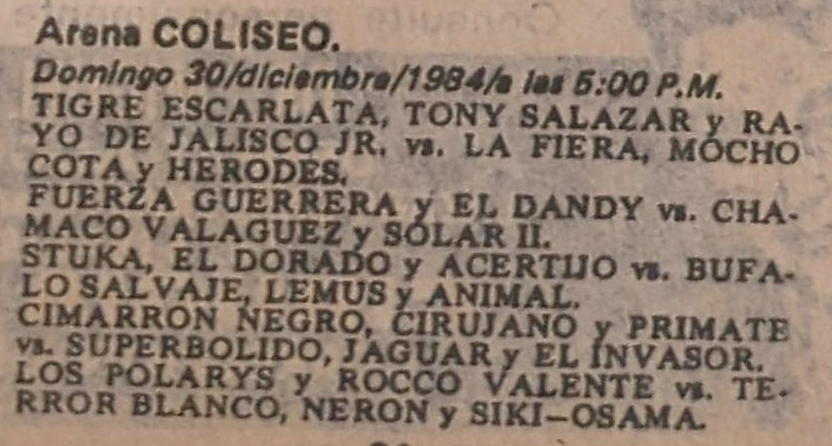 Arena COLISEO.
Domingo 30/diciembre/1984/a las 5:00 P.M.
TIGRE ESCARLATA, TONY SALAZAR y RA-
YO DE JALISCO JR. vs. LA FIERA, MOCHO
COTA y HERODES.
FUERZA GUERRERA y EL DANDY vs. CHA-
MACO VALAGUEZ y SOLAR II.
STUKA, EL DORADO y ACERTIJO vs. BUFA-
LO SALVAJE, LEMUS y ANIMAL.
CIMARRON NEGRO, CIRUJANO y PRIMATE
vs. SUPERBOLIDO, JAGUAR y EL INVASOR.
LOS POLARYS y ROCCO VALENTE vs. TE-
RROR BLANCO, NERON y SIKI-OSAMA.